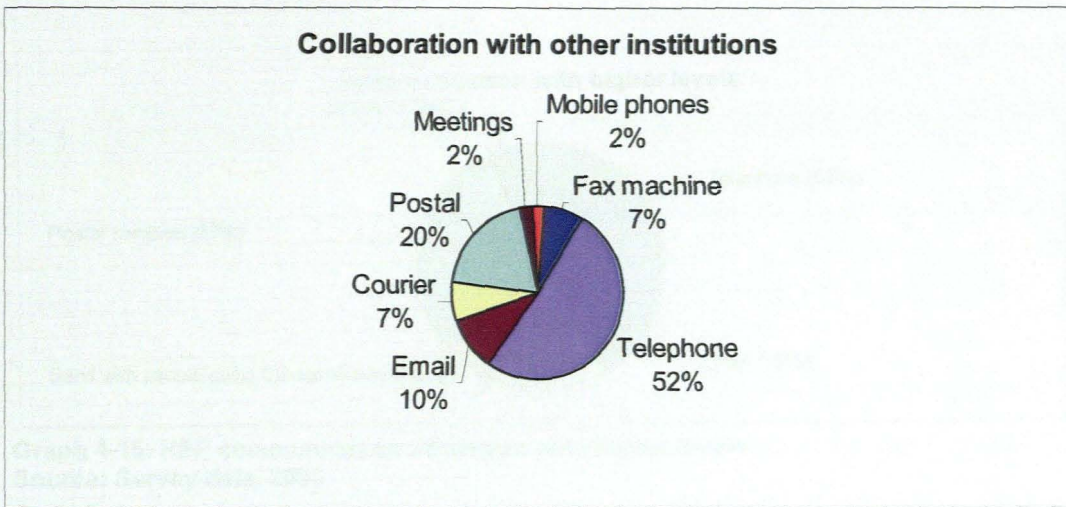 Collaboration with other institutions
Mobile phones
2%
Meetings
2%
Fax machine
7%
Postal
20%
Courier
7%
Telephone
52%
Email
10%